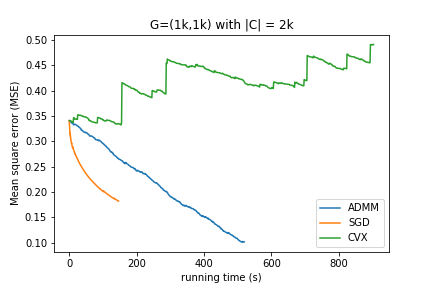 G=(1k,1k) with |C| = 2k
Mean square error (MSE)
0.50
0.45
0.40
0.35
0.30
0.25
0.20
0.15
0.10
0 200 400 600 800
running time (s)
ADMM
SGD
CVX